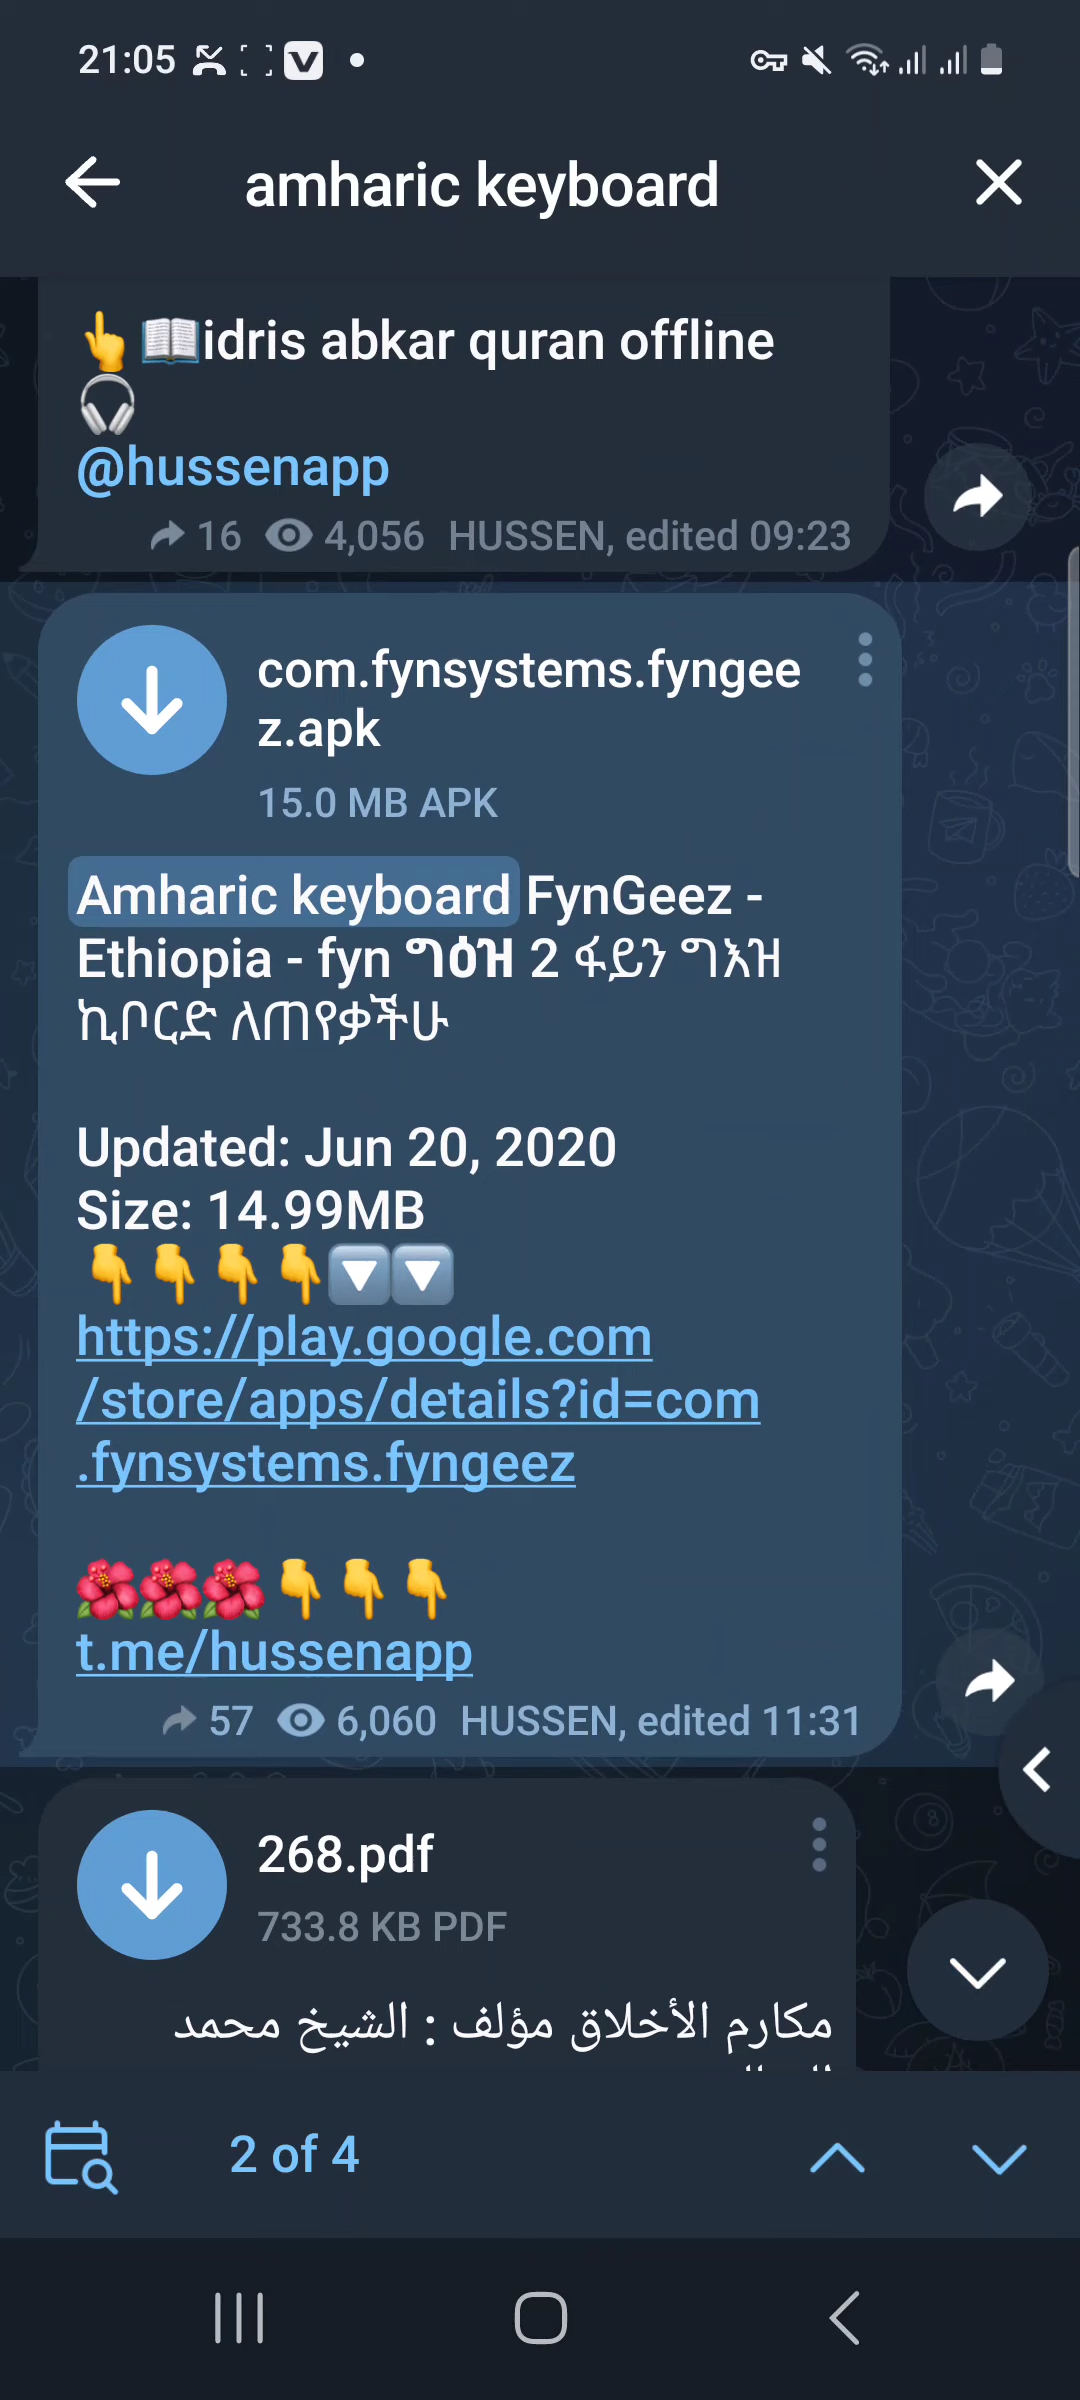 21:05
amharic keyboard
👆📖idris abkar quran offline
🎧
@hussenapp
16 4,056 HUSSEN, edited 09:23
com.fynsystems.fyngee
z.apk
15.0 MB APK
Amharic keyboard FynGeez -
Ethiopia - fyn ግዕዝ 2 ፋይን ግእዝ
ኪቦርድ ለጠየቃችሁ
Updated: Jun 20, 2020
Size: 14.99MB
👇👇👇👇🔽🔽
https://play.google.com
/store/apps/details?id=com
.fynsystems.fyngeez
🌺🌺🌺👇👇👇
t.me/hussenapp
57 6,060 HUSSEN, edited 11:31
268.pdf
733.8 KB PDF
مكارم الأخلاق مؤلف : الشيخ محمد
2 of 4